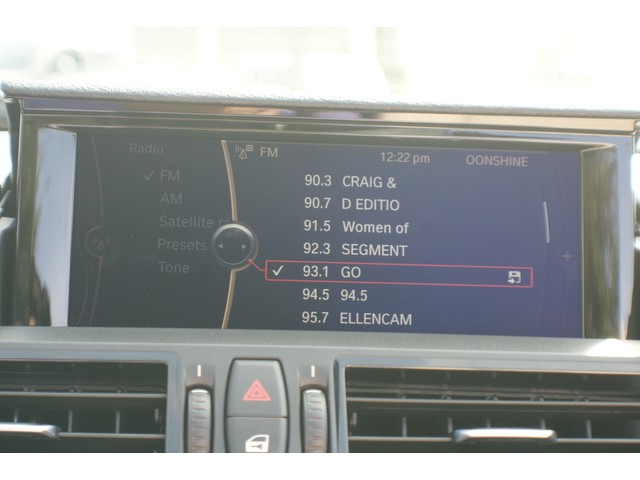 Radio
FM
AM
Satellite r
Presets
Tone
FM 12:22 pm OONSHINE
90.3 CRAIG &
90.7 D EDITIO
91.5 Women of
92.3 SEGMENT
93.1 GO
94.5 94.5
95.7 ELLENCAM